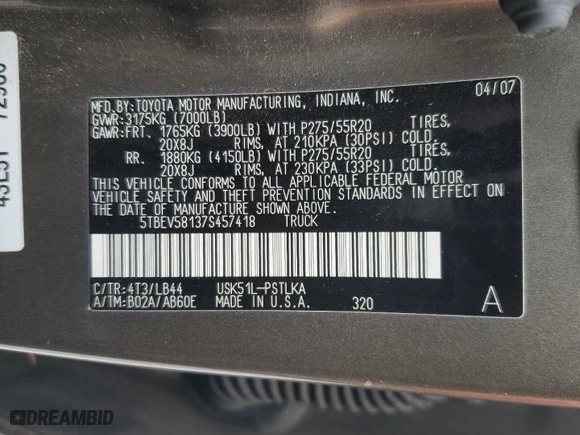 MFD.BY:TOYOTA MOTOR MANUFACTURING, INDIANA, INC. 04/07
GVWR:3175KG (7000LB)
GAWR:FRT. 1765KG (3900LB) WITH P275/55R20 TIRES,
20X8J RIMS, AT 210KPA (30PSI) COLD.
RR. 1880KG (4150LB) WITH P275/55R20 TIRES,
20X8J RIMS, AT 230KPA (33PSI) COLD.
THIS VEHICLE CONFORMS TO ALL APPLICABLE FEDERAL MOTOR
VEHICLE SAFETY AND THEFT PREVENTION STANDARDS IN EFFECT ON
THE DATE OF MANUFACTURE SHOWN ABOVE.
5TBEV58137S457418 TRUCK
C/TR:4T3/LB44 USK51L-PSTLKA
A/TM:B02A/AB60E MADE IN U.S.A. 320 A
DREAMBID